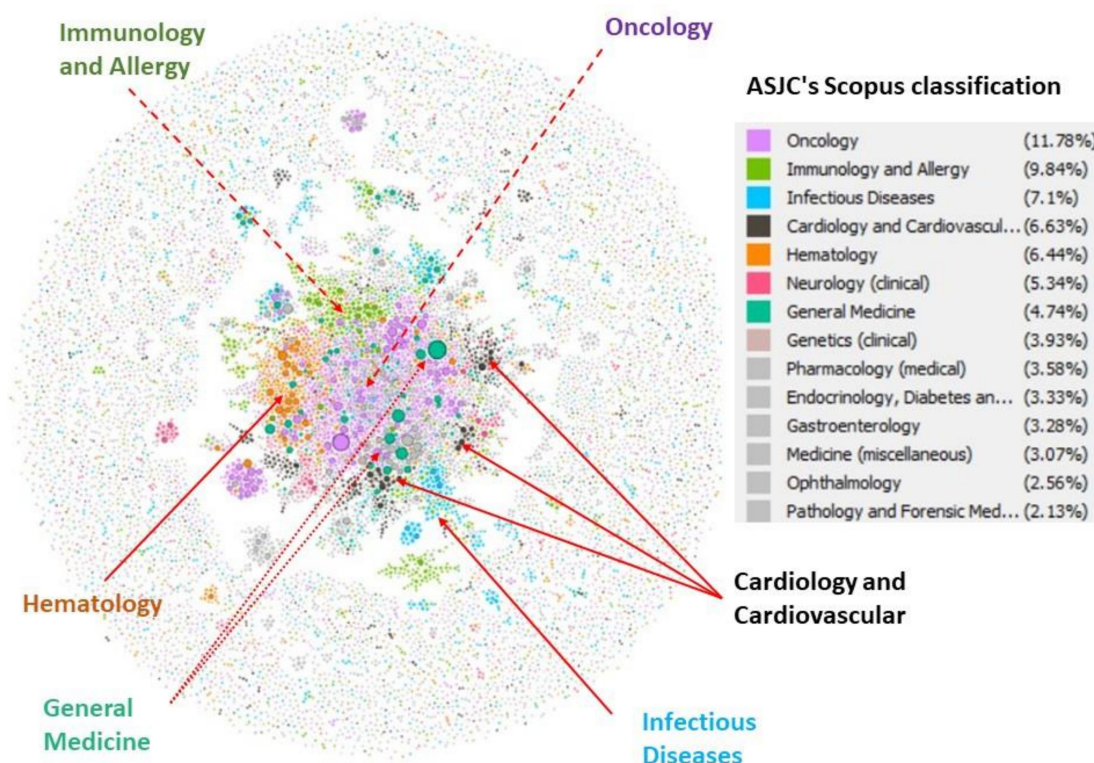 Immunology
and Allergy
Oncology
ASJC's Scopus classification
Oncology (11.78%)
Immunology and Allergy (9.84%)
Infectious Diseases (7.1%)
Cardiology and Cardiovascul... (6.63%)
Hematology (6.44%)
Neurology (clinical) (5.34%)
General Medicine (4.74%)
Genetics (clinical) (3.93%)
Pharmacology (medical) (3.58%)
Endocrinology, Diabetes an... (3.33%)
Gastroenterology (3.28%)
Medicine (miscellaneous) (3.07%)
Ophthalmology (2.56%)
Pathology and Forensic Med... (2.13%)
Hematology
Cardiology and
Cardiovascular
General
Medicine
Infectious
Diseases